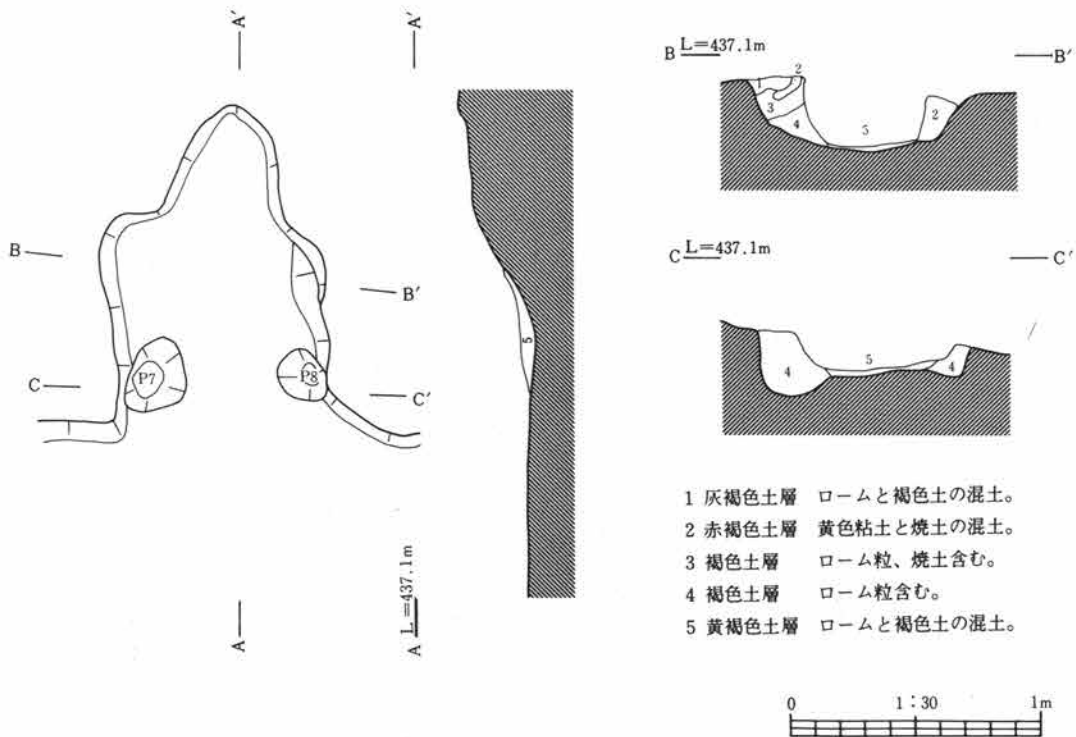 A′
A′
B
B′
C
C′
P7
P8
A
A
L=437.1m
5
B L=437.1m B′
1
2
3
4
5
2
C L=437.1m C′
4
5
4
1 灰褐色土層 ロームと褐色土の混土。
2 赤褐色土層 黄色粘土と焼土の混土。
3 褐色土層 ローム粒、焼土含む。
4 褐色土層 ローム粒含む。
5 黄褐色土層 ロームと褐色土の混土。
0 1:30 1m